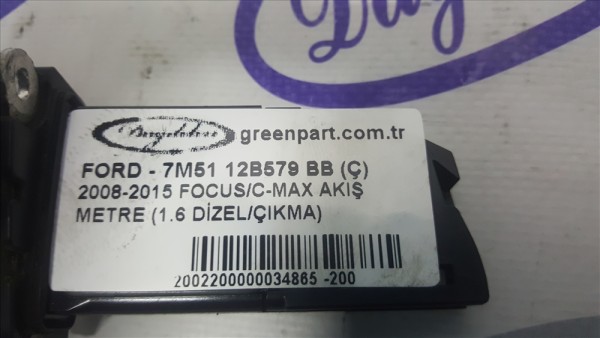 greenpart.com.tr
FORD - 7M51 12B579 BB (Ç)
2008-2015 FOCUS/C-MAX AKIŞ
METRE (1.6 DİZEL/ÇIKMA)
2002200000034865 -200